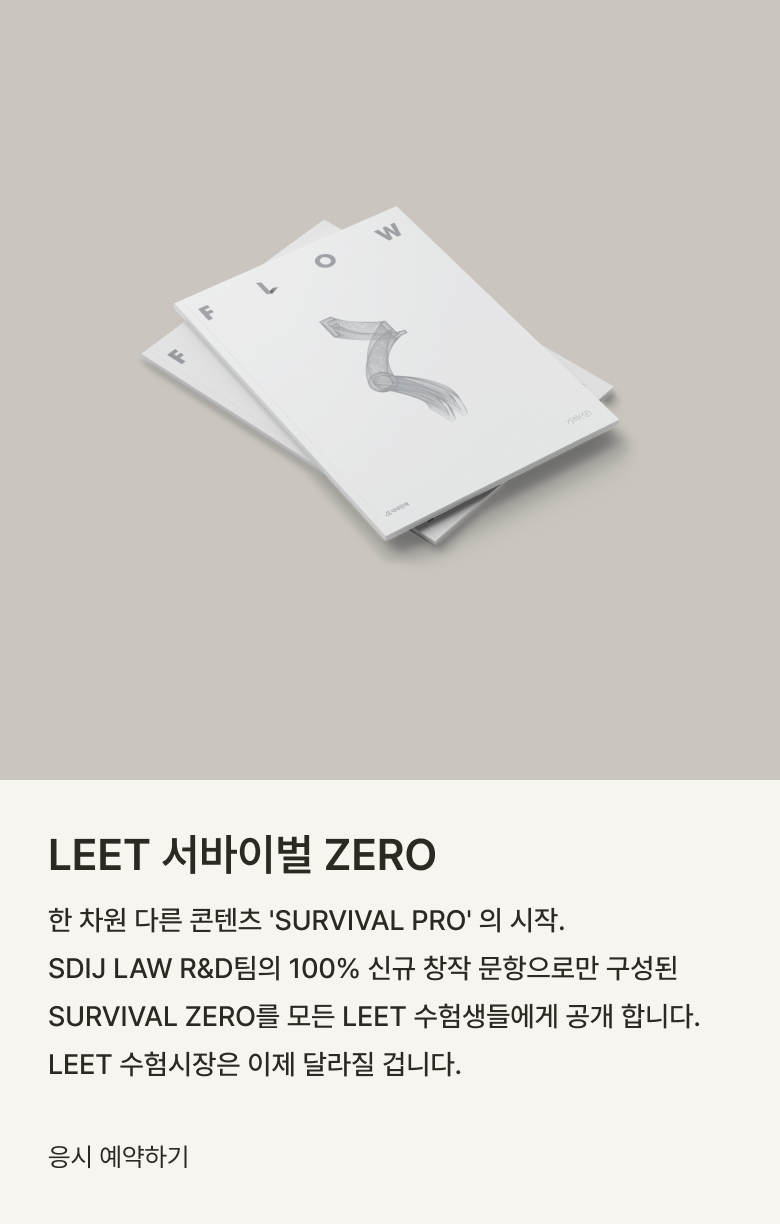 F L O W
F
LEET 서바이벌 ZERO
한 차원 다른 콘텐츠 'SURVIVAL PRO' 의 시작.
SDIJ LAW R&D팀의 100% 신규 창작 문항으로만 구성된
SURVIVAL ZERO를 모든 LEET 수험생들에게 공개 합니다.
LEET 수험시장은 이제 달라질 겁니다.
응시 예약하기